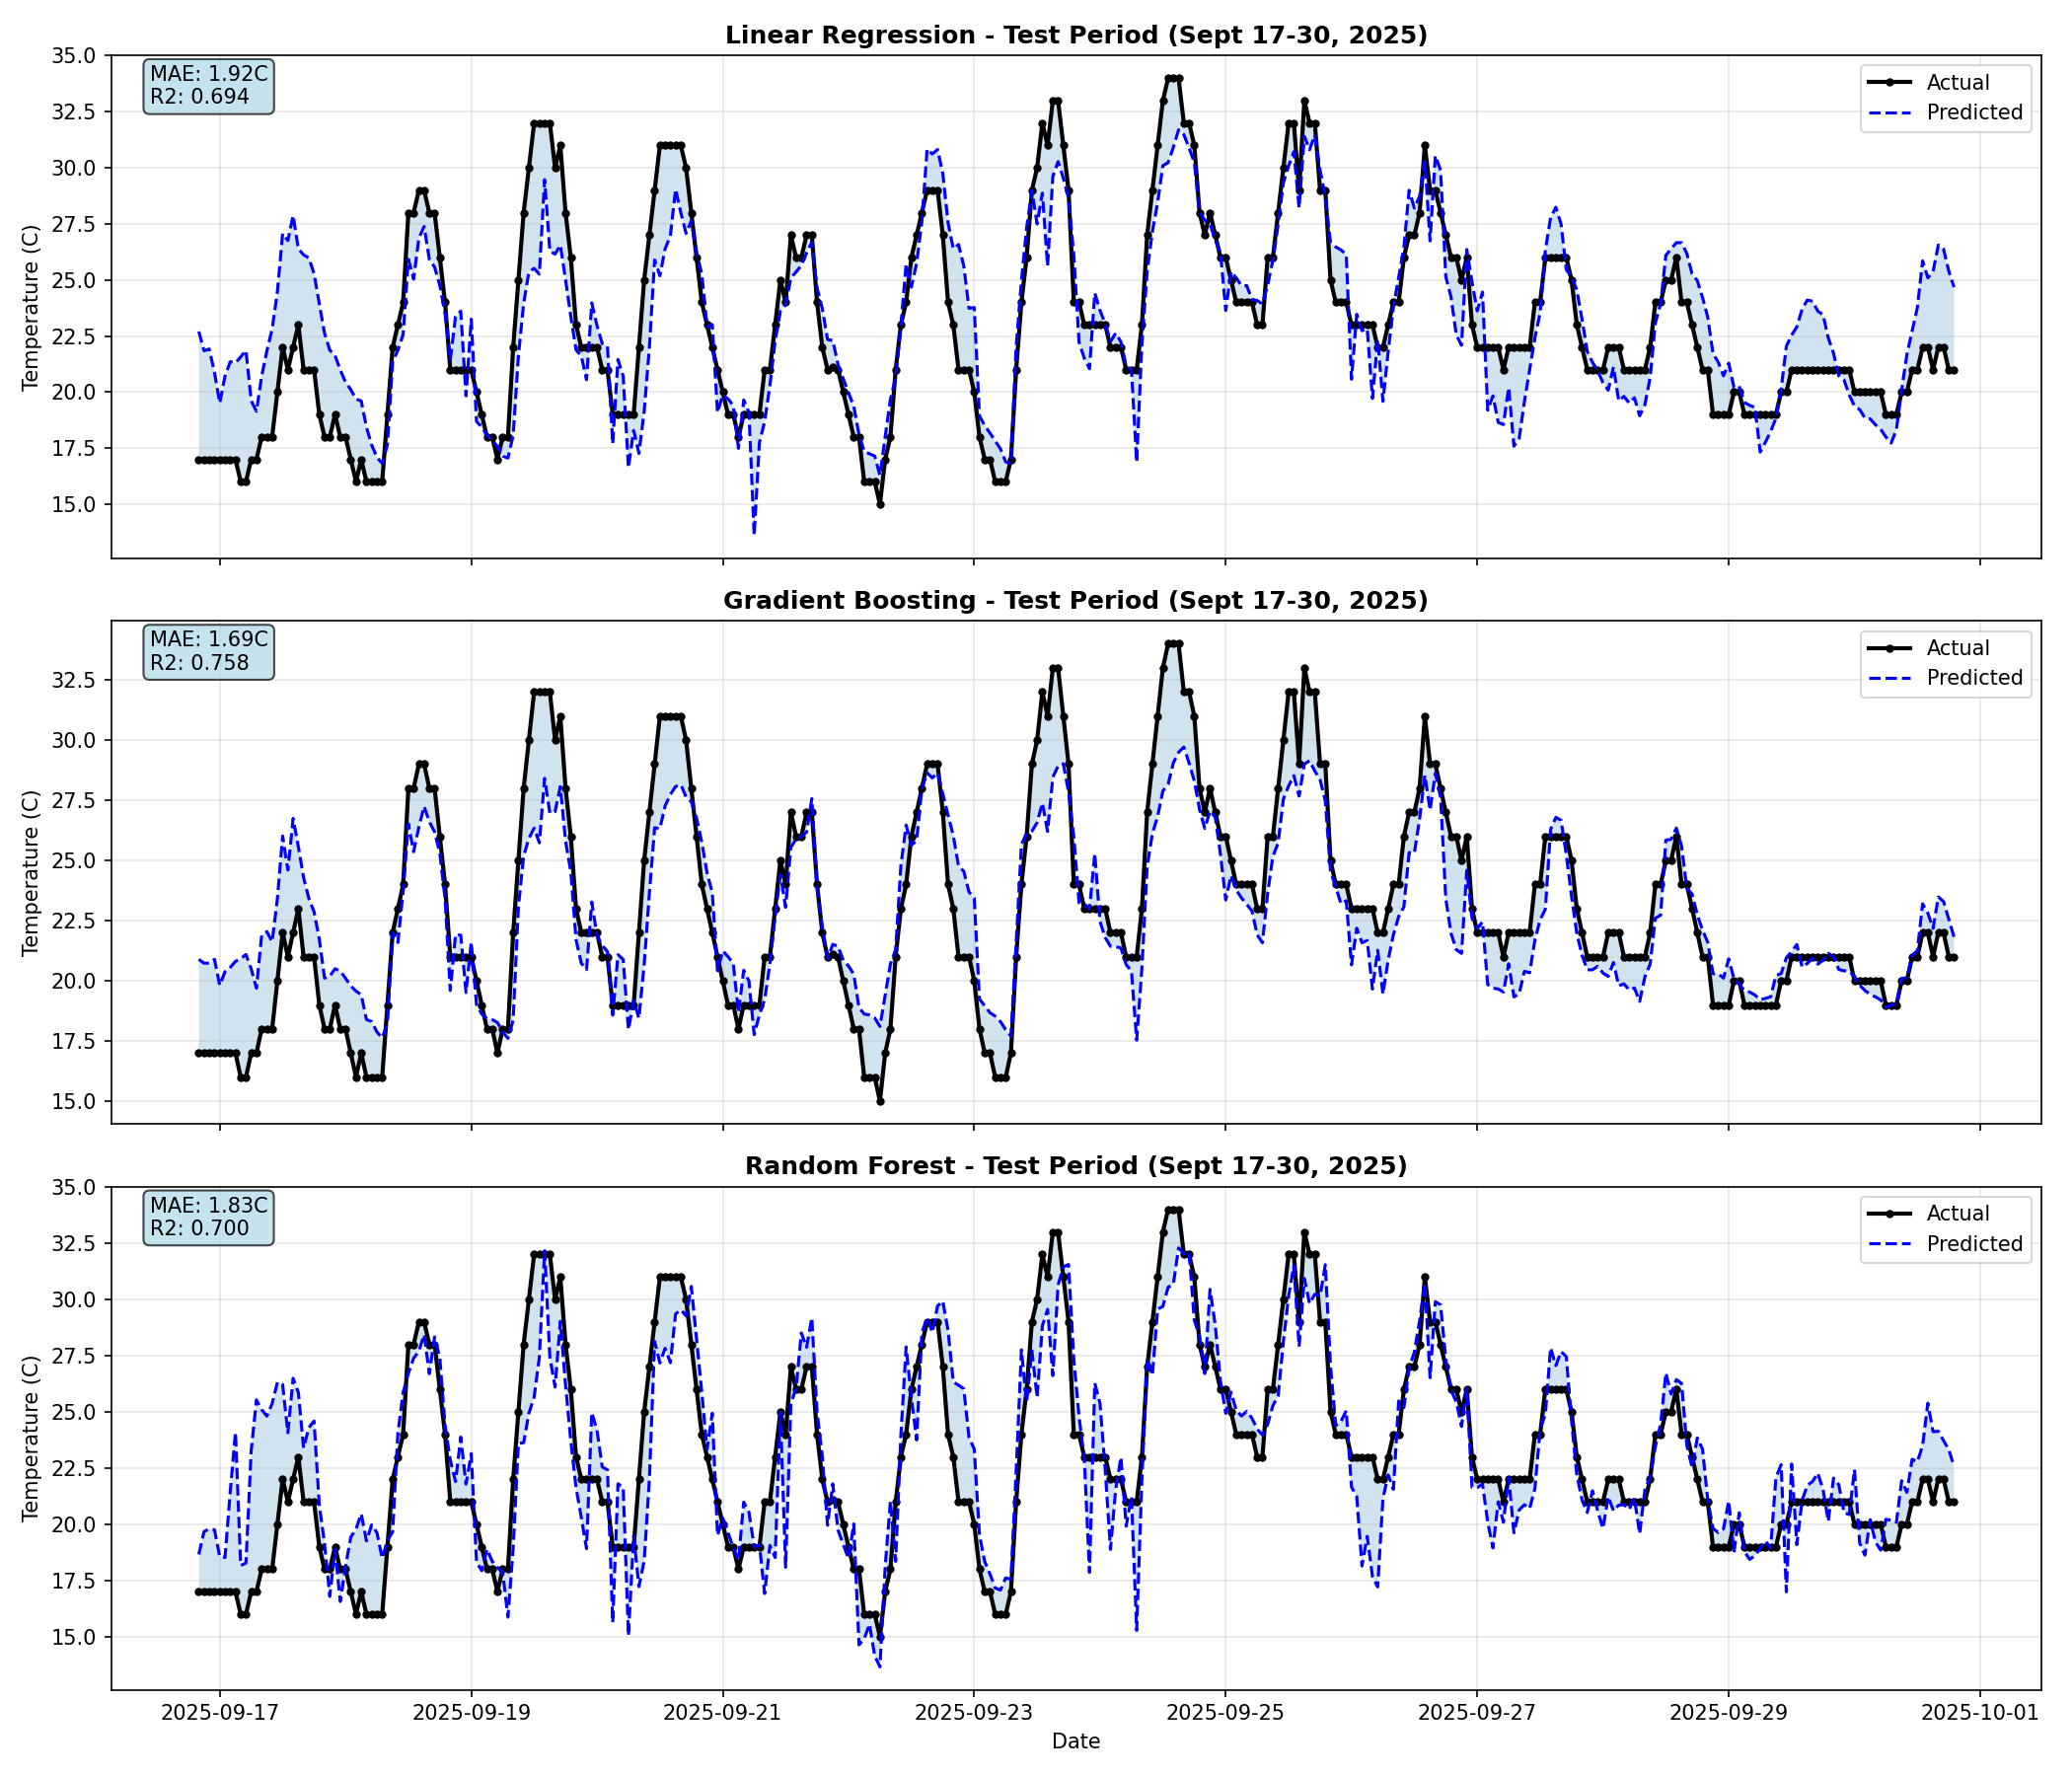 Linear Regression - Test Period (Sept 17-30, 2025)
MAE: 1.92C
R2: 0.694
Actual
Predicted
Temperature (C)
35.0
32.5
30.0
27.5
25.0
22.5
20.0
17.5
15.0
Gradient Boosting - Test Period (Sept 17-30, 2025)
MAE: 1.69C
R2: 0.758
Actual
Predicted
Temperature (C)
32.5
30.0
27.5
25.0
22.5
20.0
17.5
15.0
Random Forest - Test Period (Sept 17-30, 2025)
MAE: 1.83C
R2: 0.700
Actual
Predicted
Temperature (C)
35.0
32.5
30.0
27.5
25.0
22.5
20.0
17.5
15.0
2025-09-17 2025-09-19 2025-09-21 2025-09-23 2025-09-25 2025-09-27 2025-09-29 2025-10-01
Date